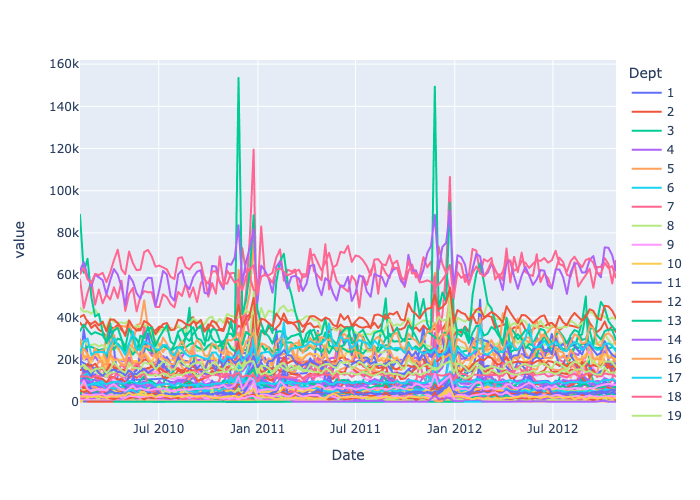 160k
140k
120k
100k
80k
60k
40k
20k
0
value
Jul 2010
Jan 2011
Jul 2011
Jan 2012
Jul 2012
Date
Dept
1
2
3
4
5
6
7
8
9
10
11
12
13
14
16
17
18
19